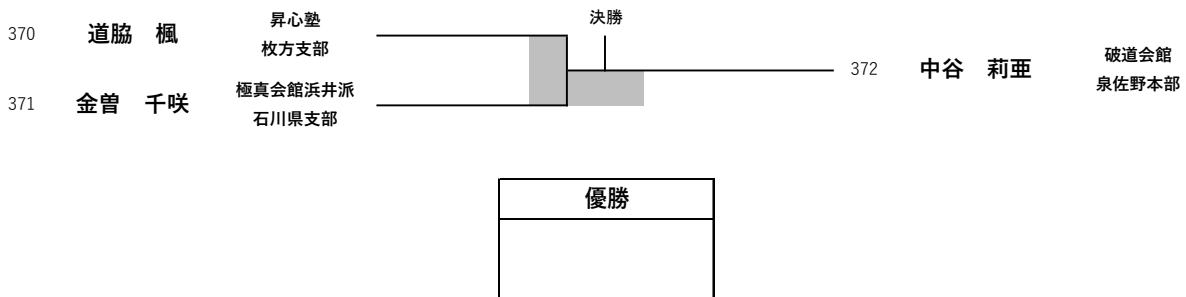 370 道脇　楓 昇心塾
枚方支部
371 金曽　千咲 極真会館浜井派
石川県支部
決勝
372 中谷　莉亜 破道会館
泉佐野本部
優勝